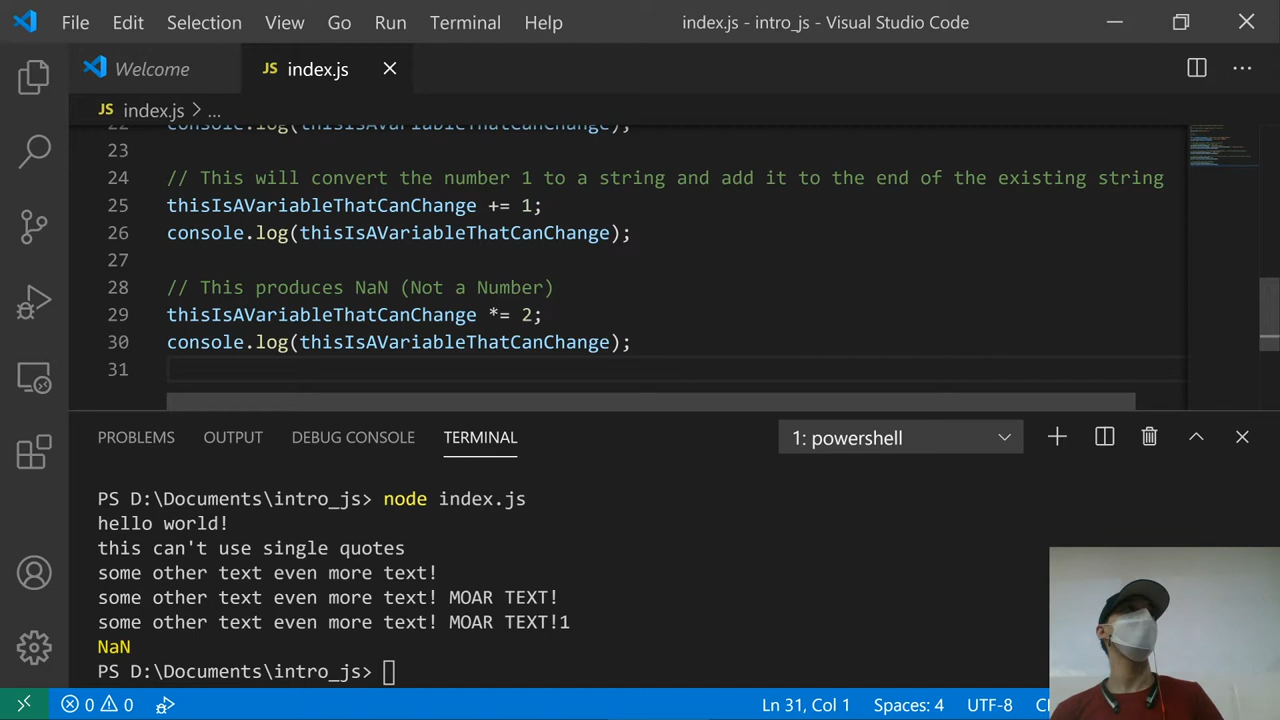 File Edit Selection View Go Run Terminal Help index.js - intro_js - Visual Studio Code
Welcome JS index.js
JS index.js > ...
22 console.log(thisIsAVariableThatCanChange);
23
24 // This will convert the number 1 to a string and add it to the end of the existing string
25 thisIsAVariableThatCanChange += 1;
26 console.log(thisIsAVariableThatCanChange);
27
28 // This produces NaN (Not a Number)
29 thisIsAVariableThatCanChange *= 2;
30 console.log(thisIsAVariableThatCanChange);
31
PROBLEMS OUTPUT DEBUG CONSOLE TERMINAL 1: powershell
PS D:\Documents\intro_js> node index.js
hello world!
this can't use single quotes
some other text even more text!
some other text even more text! MOAR TEXT!
some other text even more text! MOAR TEXT!1
NaN
PS D:\Documents\intro_js>
0 0 Ln 31, Col 1 Spaces: 4 UTF-8